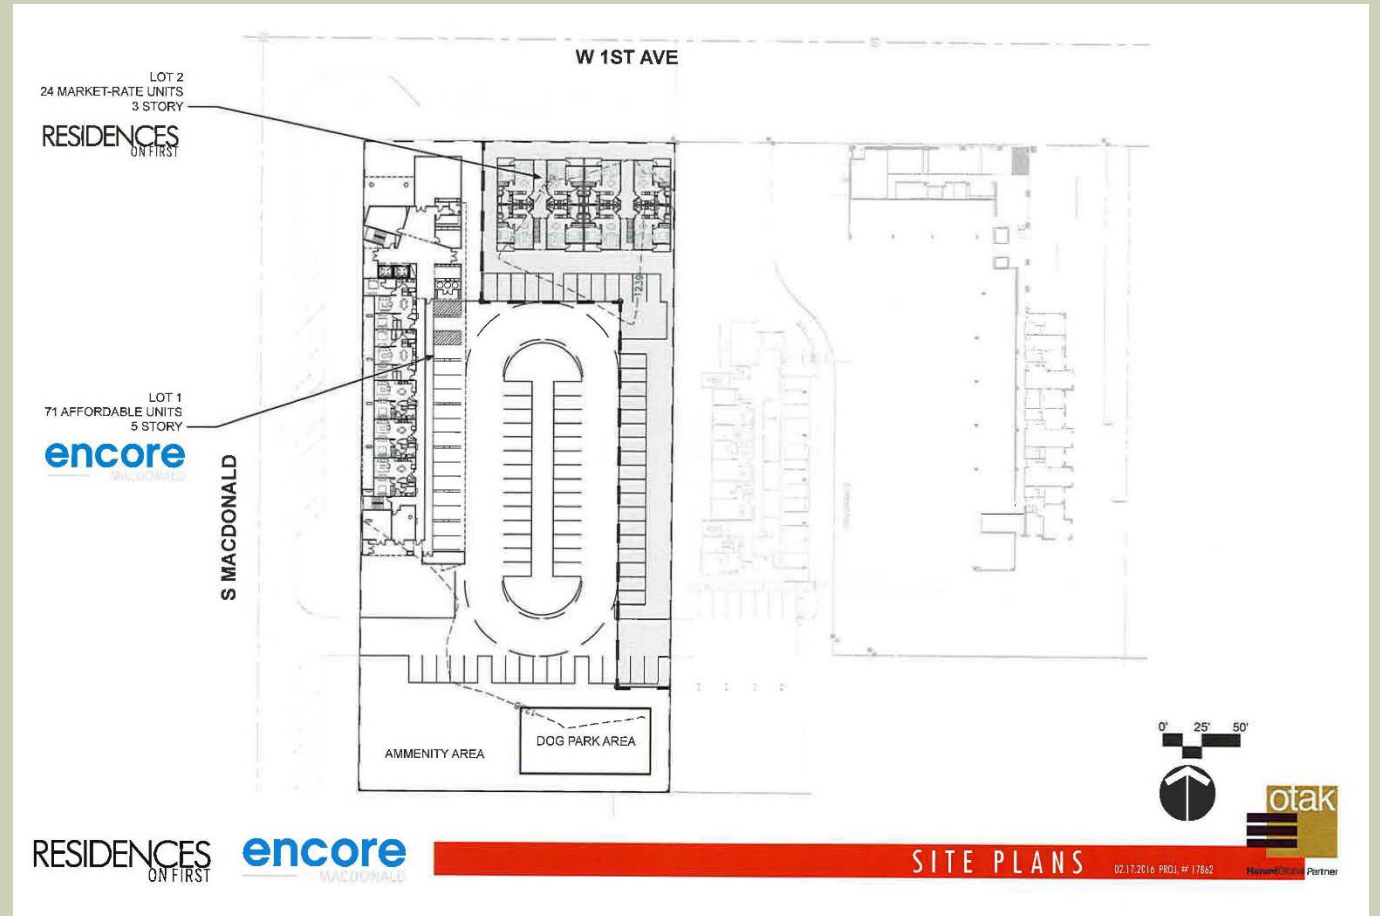 W 1ST AVE
LOT 2
24 MARKET-RATE UNITS
3 STORY
RESIDENCES
ON FIRST
1239
LOT 1
71 AFFORDABLE UNITS
5 STORY
encore
MACDONALD
S MACDONALD
AMMENITY AREA
DOG PARK AREA
0' 25' 50'
otak
RESIDENCES
ON FIRST
encore
MACDONALD
SITE PLANS
02.17.2016 PROJ. # 17862
Partner